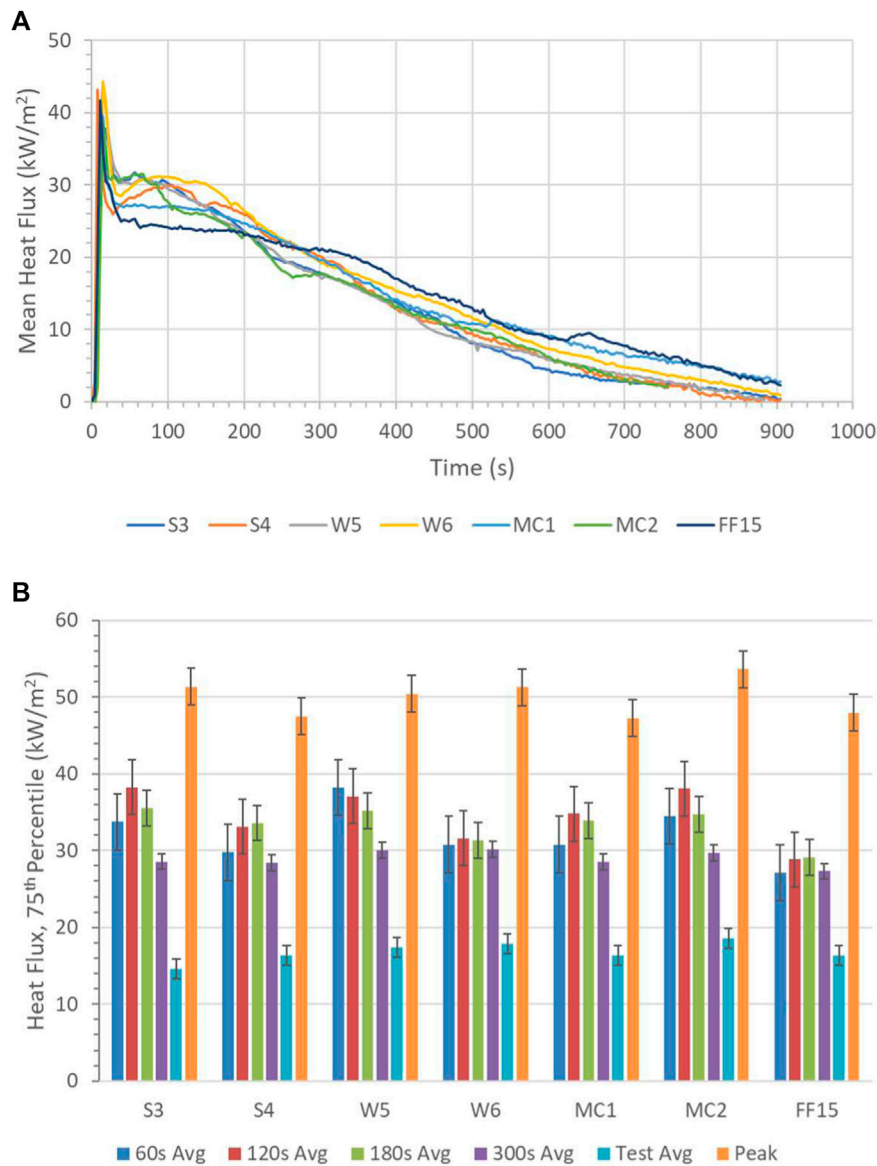 A
50
40
30
20
10
0
Mean Heat Flux (kW/m²)
0 100 200 300 400 500 600 700 800 900 1000
Time (s)
S3 S4 W5 W6 MC1 MC2 FF15
B
60
50
40
30
20
10
0
Heat Flux, 75th Percentile (kW/m²)
S3 S4 W5 W6 MC1 MC2 FF15
60s Avg 120s Avg 180s Avg 300s Avg Test Avg Peak